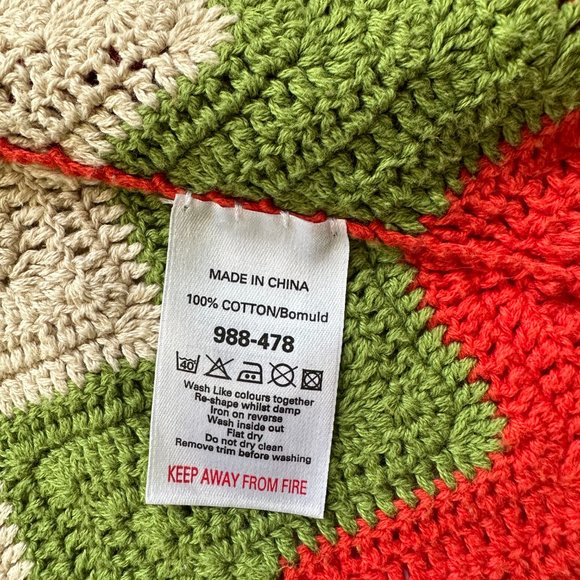 MADE IN CHINA
100% COTTON/Bomuld
988-478
40
Wash Like colours together
Re-shape whilst damp
Iron on reverse
Wash inside out
Flat dry
Do not dry clean
Remove trim before washing
KEEP AWAY FROM FIRE